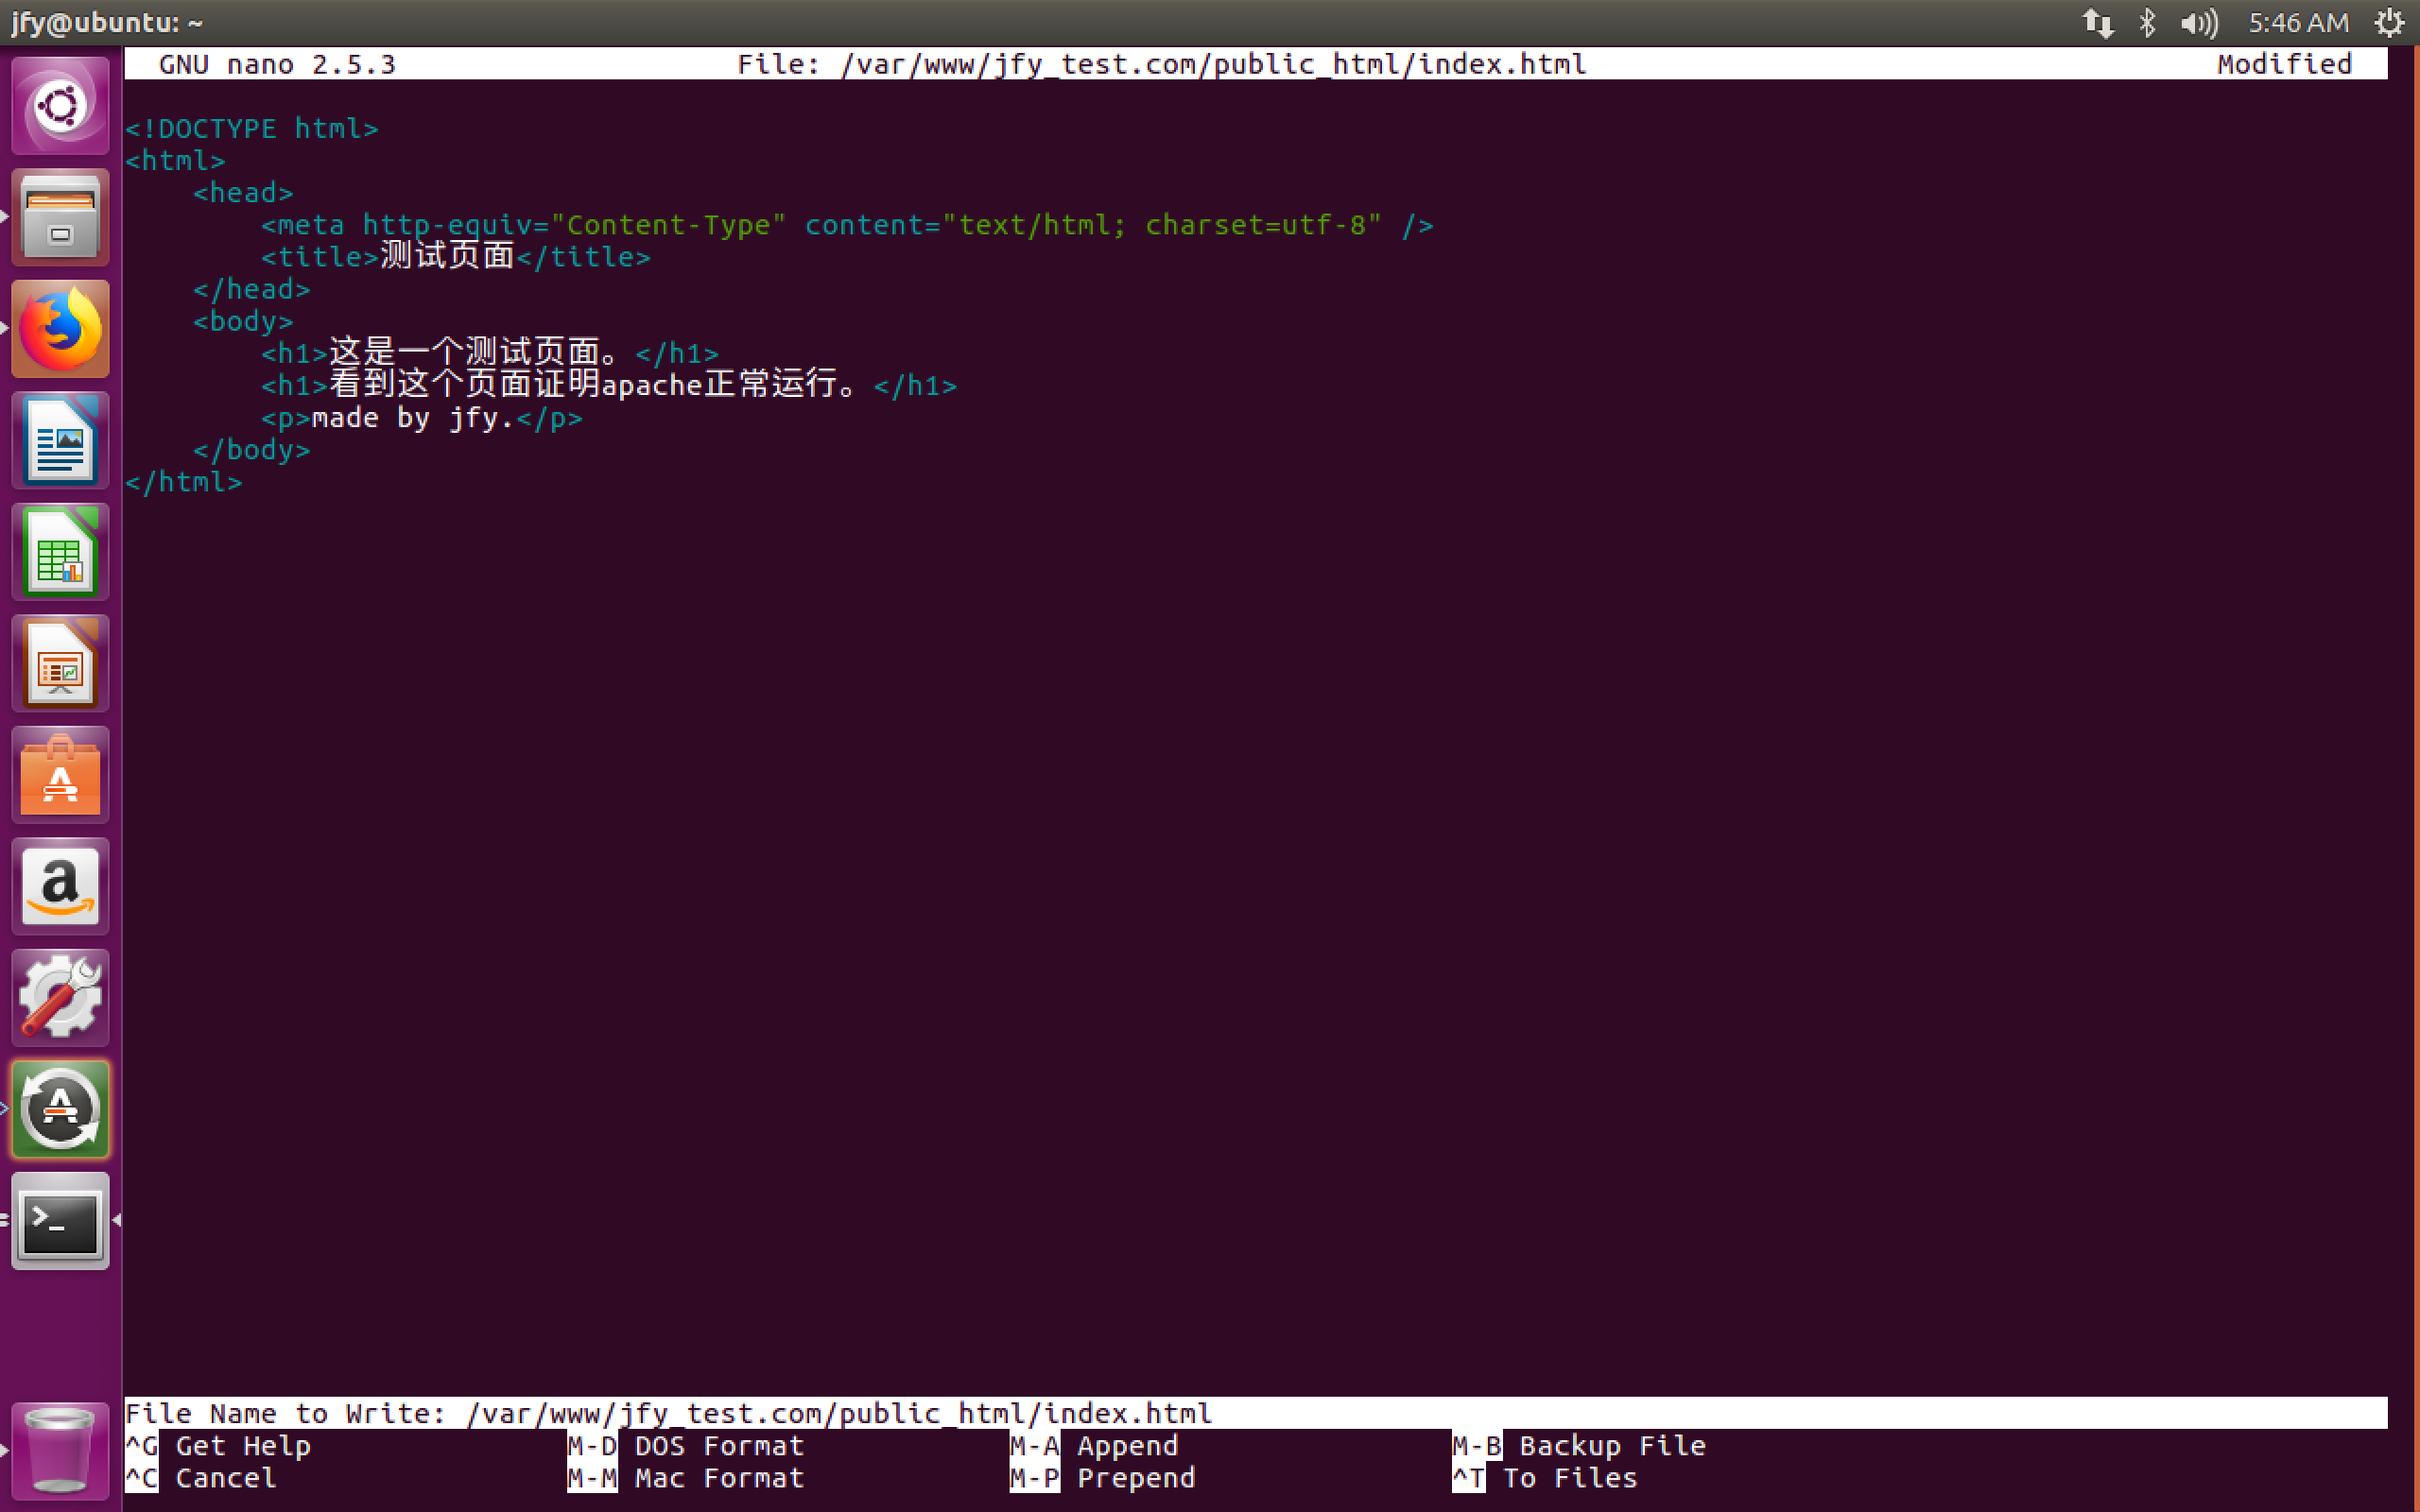 jfy@ubuntu: ~
5:46 AM
GNU nano 2.5.3 File: /var/www/jfy_test.com/public_html/index.html Modified
<!DOCTYPE html>
<html>
    <head>
        <meta http-equiv="Content-Type" content="text/html; charset=utf-8" />
        <title>测试页面</title>
    </head>
    <body>
        <h1>这是一个测试页面。</h1>
        <h1>看到这个页面证明apache正常运行。</h1>
        <p>made by jfy.</p>
    </body>
</html>
File Name to Write: /var/www/jfy_test.com/public_html/index.html
^G Get Help M-D DOS Format M-A Append M-B Backup File
^C Cancel M-M Mac Format M-P Prepend ^T To Files